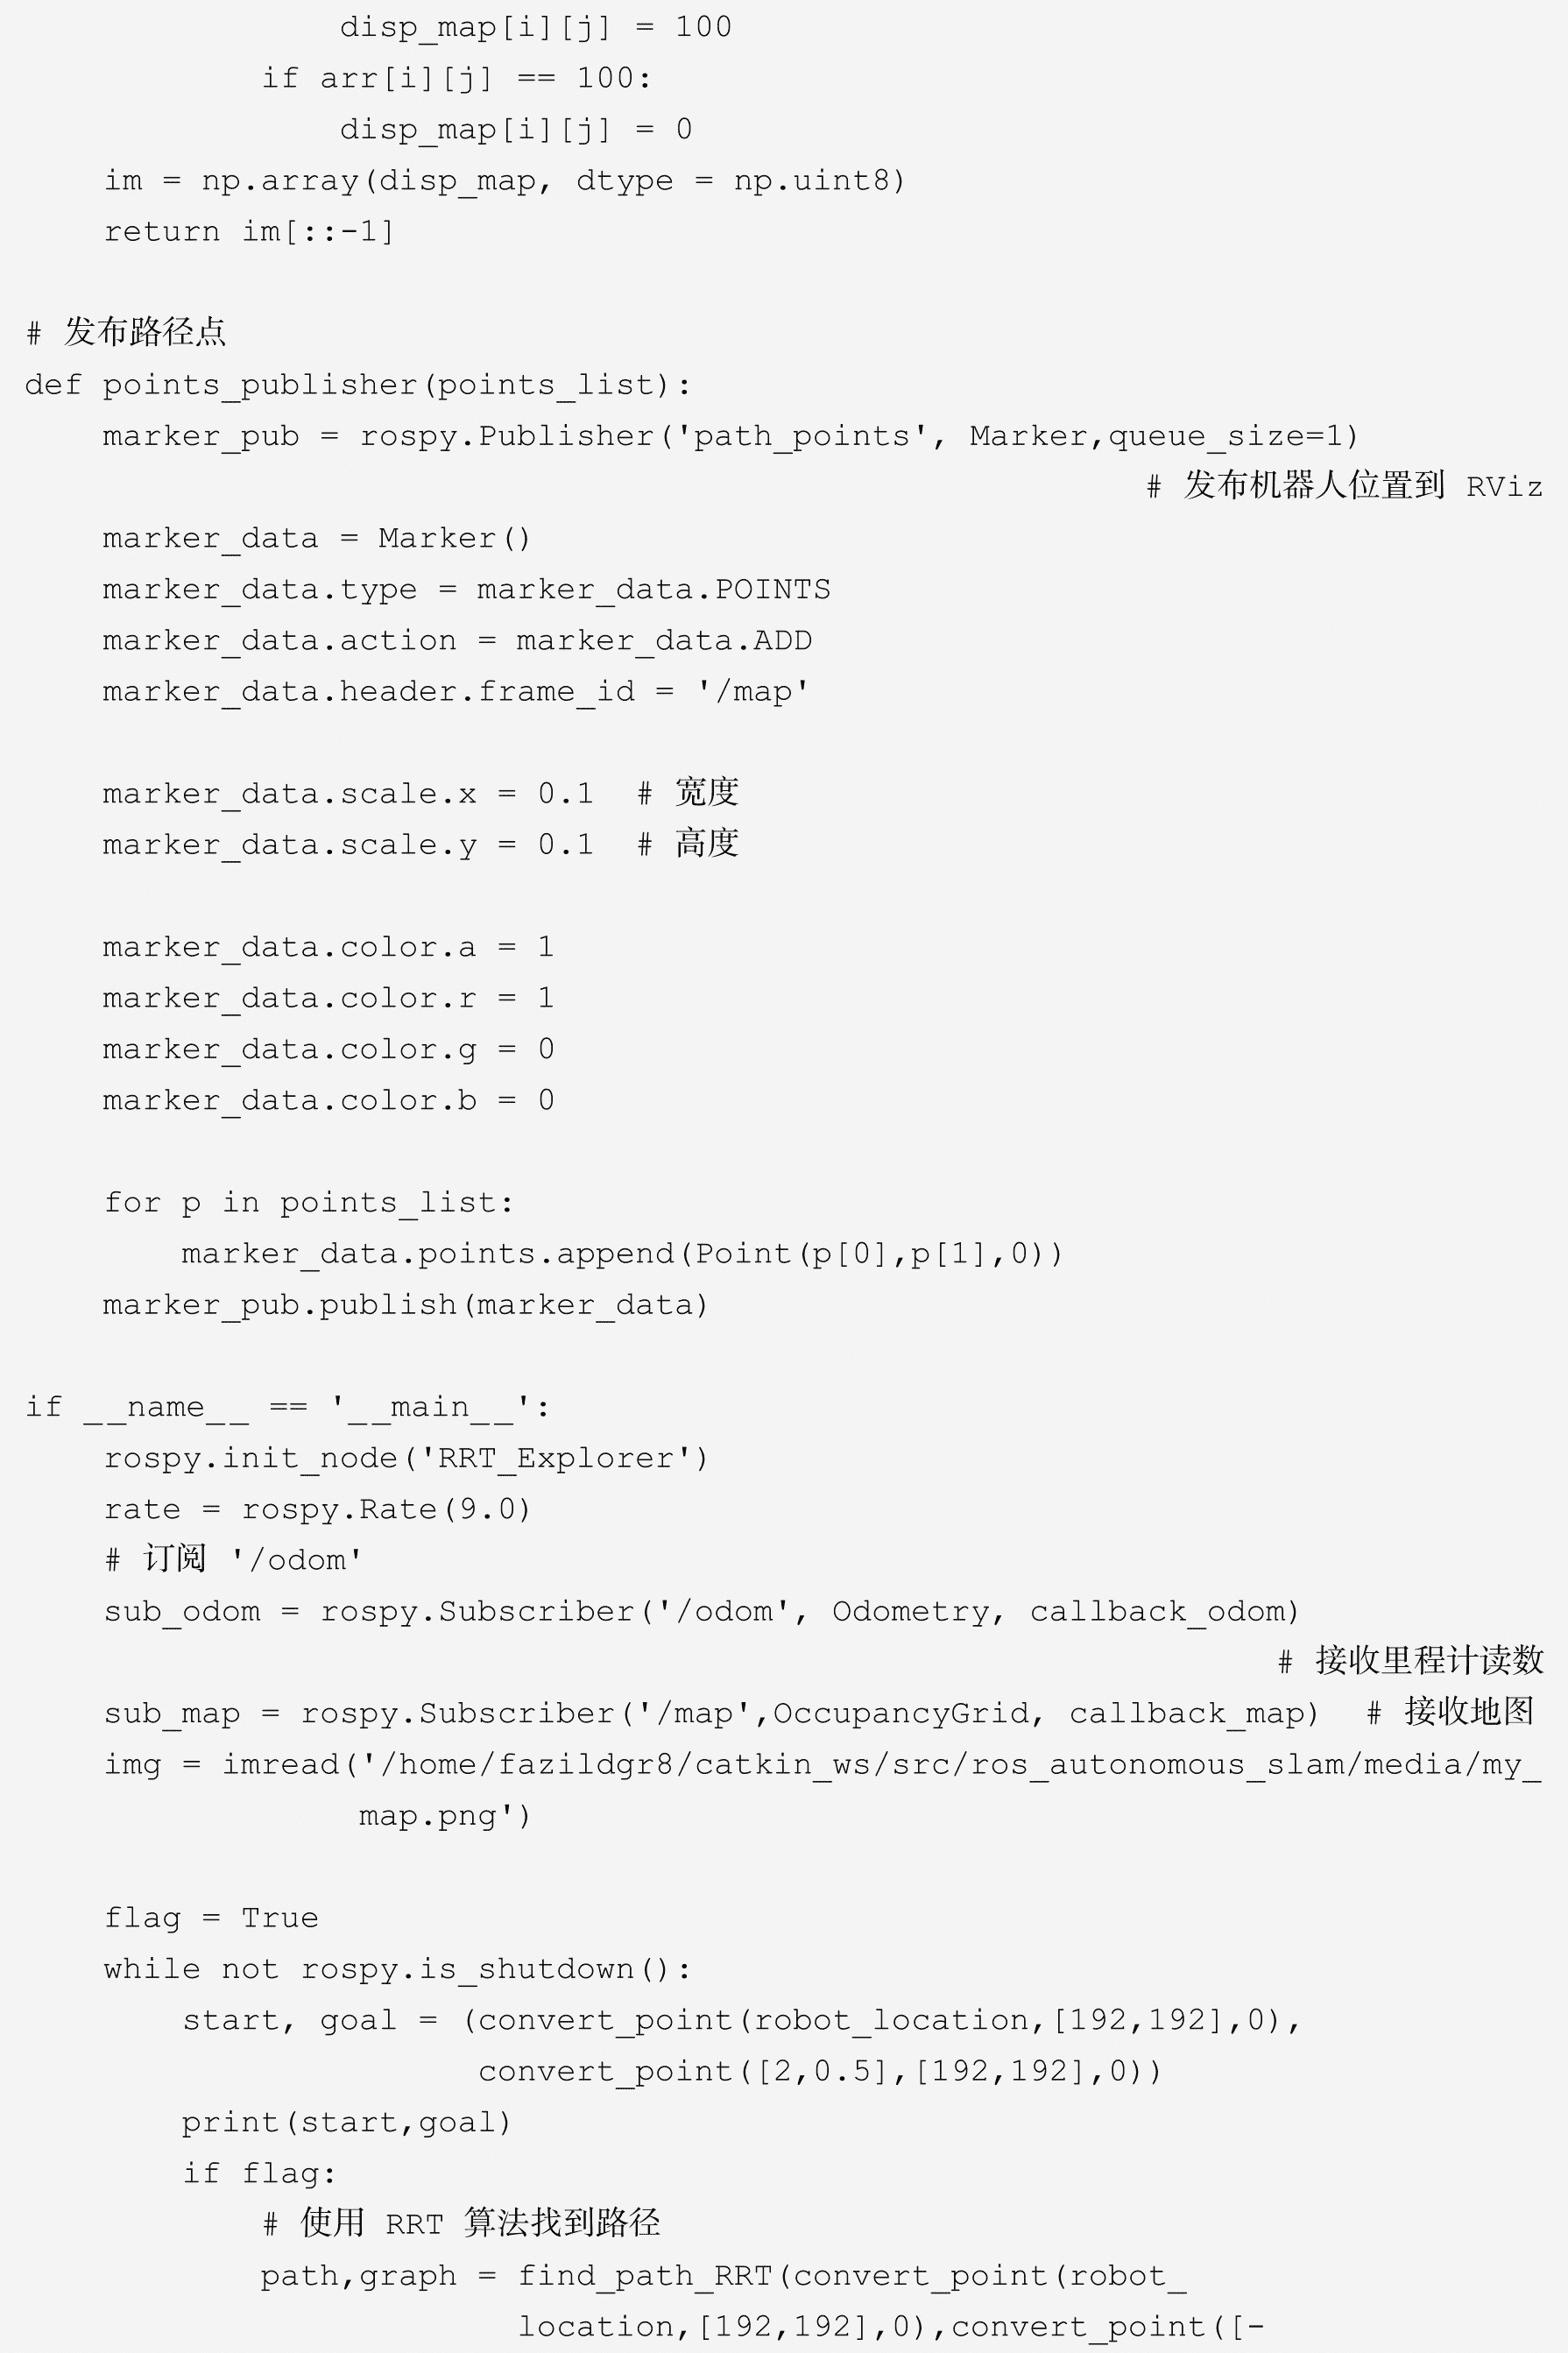 disp_map[i][j] = 100
if arr[i][j] == 100:
disp_map[i][j] = 0
im = np.array(disp_map, dtype = np.uint8)
return im[::-1]
# 发布路径点
def points_publisher(points_list):
marker_pub = rospy.Publisher('path_points', Marker,queue_size=1)
# 发布机器人位置到 RViz
marker_data = Marker()
marker_data.type = marker_data.POINTS
marker_data.action = marker_data.ADD
marker_data.header.frame_id = '/map'
marker_data.scale.x = 0.1  # 宽度
marker_data.scale.y = 0.1  # 高度
marker_data.color.a = 1
marker_data.color.r = 1
marker_data.color.g = 0
marker_data.color.b = 0
for p in points_list:
marker_data.points.append(Point(p[0],p[1],0))
marker_pub.publish(marker_data)
if __name__ == '__main__':
rospy.init_node('RRT_Explorer')
rate = rospy.Rate(9.0)
# 订阅 '/odom'
sub_odom = rospy.Subscriber('/odom', Odometry, callback_odom)
# 接收里程计读数
sub_map = rospy.Subscriber('/map',OccupancyGrid, callback_map)  # 接收地图
img = imread('/home/fazildgr8/catkin_ws/src/ros_autonomous_slam/media/my_
map.png')
flag = True
while not rospy.is_shutdown():
start, goal = (convert_point(robot_location,[192,192],0),
convert_point([2,0.5],[192,192],0))
print(start,goal)
if flag:
# 使用 RRT 算法找到路径
path,graph = find_path_RRT(convert_point(robot_
location,[192,192],0),convert_point([-